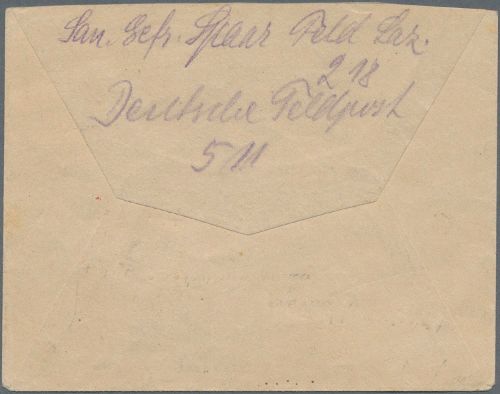 San. Gefr. Spaar Feld Laz.
218
Deutsche Feldpost
511